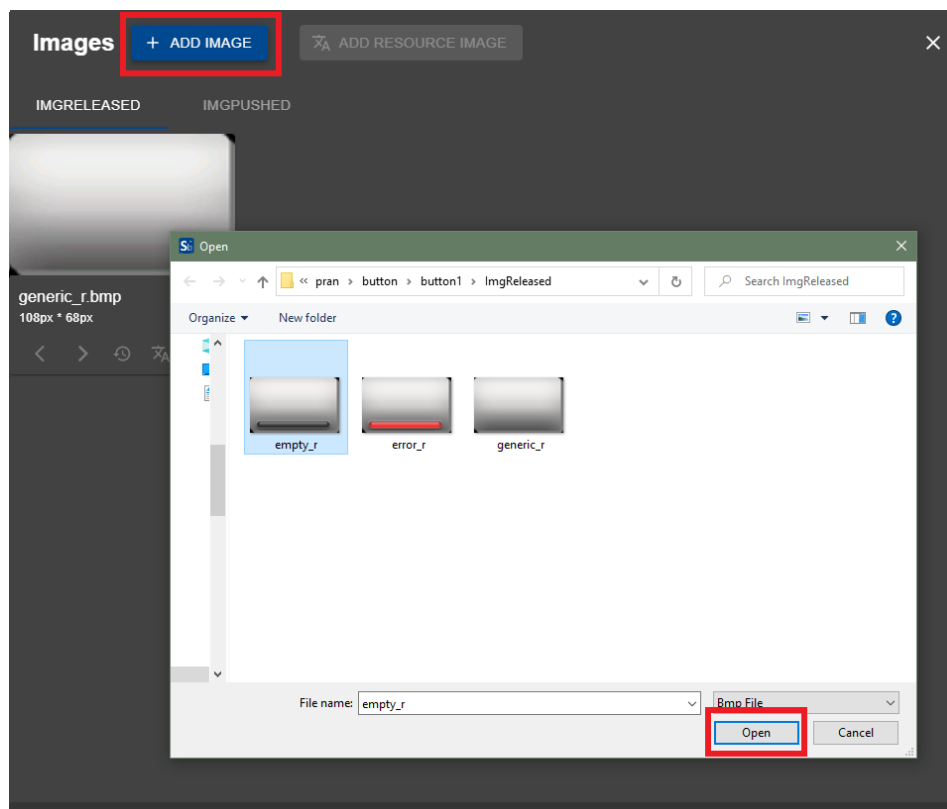 Images + ADD IMAGE ADD RESOURCE IMAGE
IMGRELEASED IMGPUSHED
Open
« pran › button › button1 › ImgReleased Search ImgReleased
generic_r.bmp
108px * 68px
Organize New folder
empty_r error_r generic_r
File name: empty_r Bmp File
Open Cancel